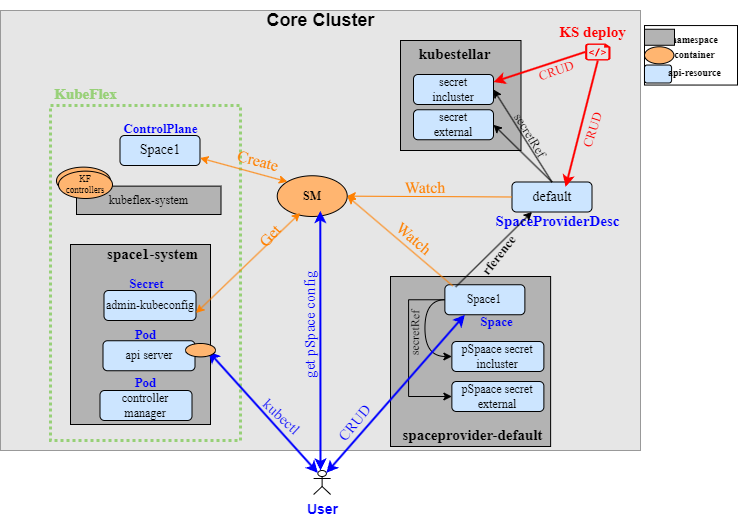 Core Cluster
KS deploy
</>
namespace
container
api-resource
kubestellar
secret
incluster
secret
external
CRUD
CRUD
secretRef
KubeFlex
ControlPlane
Space1
Create
KF
controllers
kubeflex-system
SM
Watch
default
SpaceProviderDesc
Get
Watch
rference
space1-system
Secret
admin-kubeconfig
Pod
api server
Pod
controller
manager
get pSpace config
Space1
Space
secretRef
pSpaace secret
incluster
pSpaace secret
external
spaceprovider-default
kubectl
CRUD
User